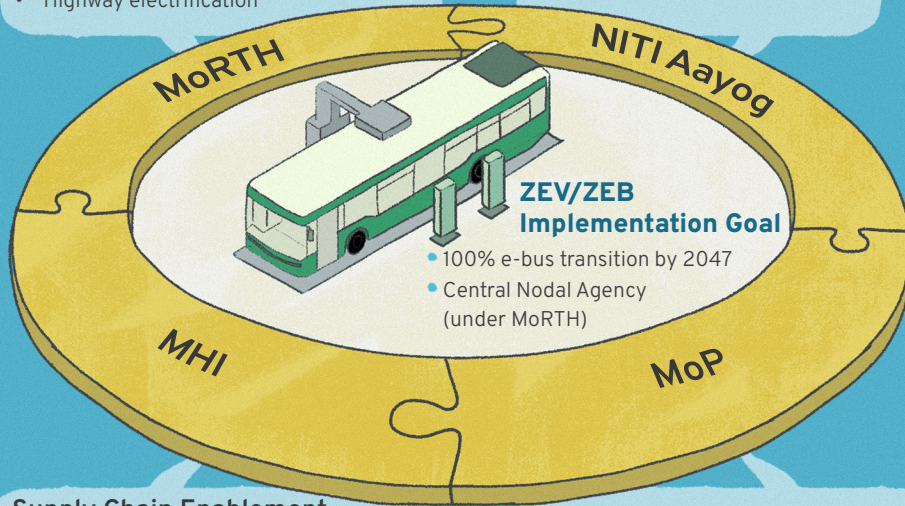 • Highway electrification
MoRTH
NITI Aayog
ZEV/ZEB
Implementation Goal
• 100% e-bus transition by 2047
• Central Nodal Agency
(under MoRTH)
MHI
MoP
Supply Chain Enablement